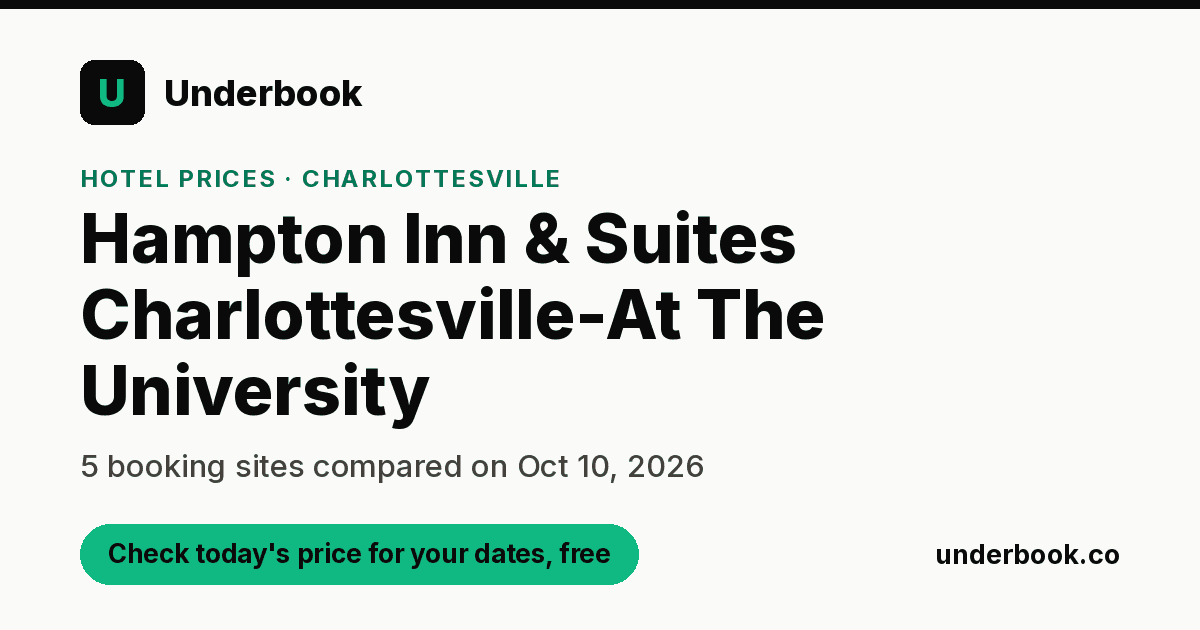 U Underbook
HOTEL PRICES · CHARLOTTESVILLE
Hampton Inn & Suites
Charlottesville-At The
University
5 booking sites compared on Oct 10, 2026
Check today's price for your dates, free
underbook.co